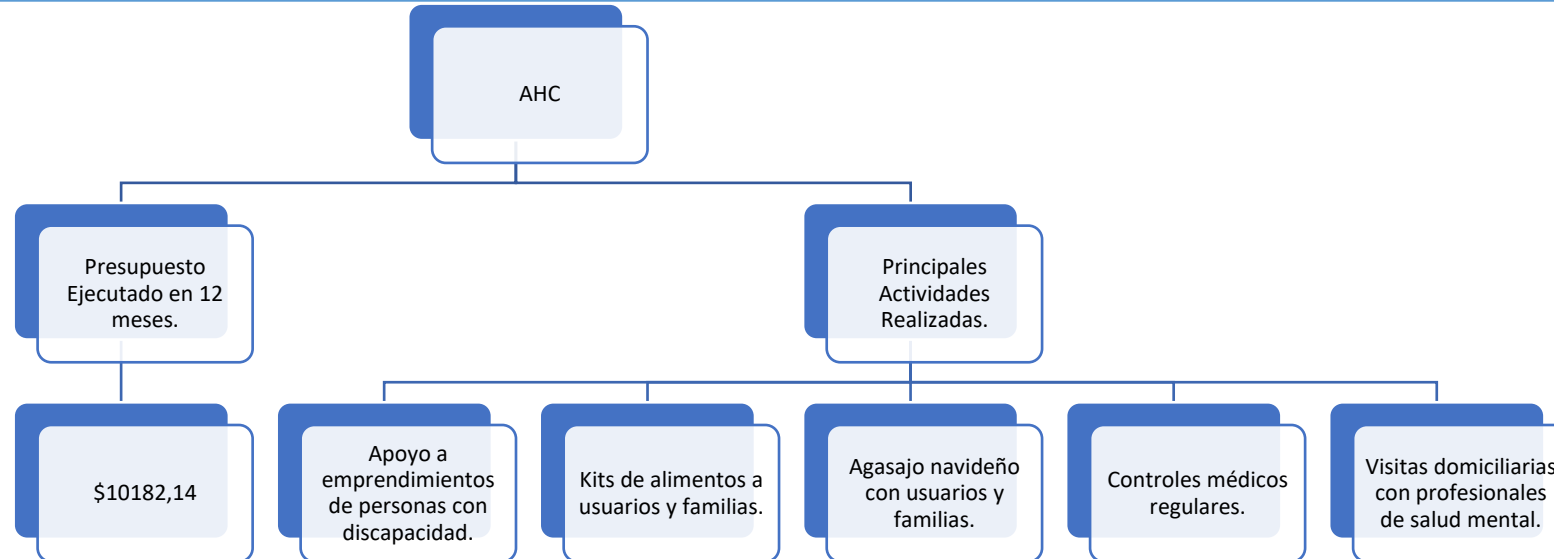 AHC
Presupuesto
Ejecutado en 12
meses.
Principales
Actividades
Realizadas.
$10182,14
Apoyo a
emprendimientos
de personas con
discapacidad.
Kits de alimentos a
usuarios y familias.
Agasajo navideño
con usuarios y
familias.
Controles médicos
regulares.
Visitas domiciliarias
con profesionales
de salud mental.